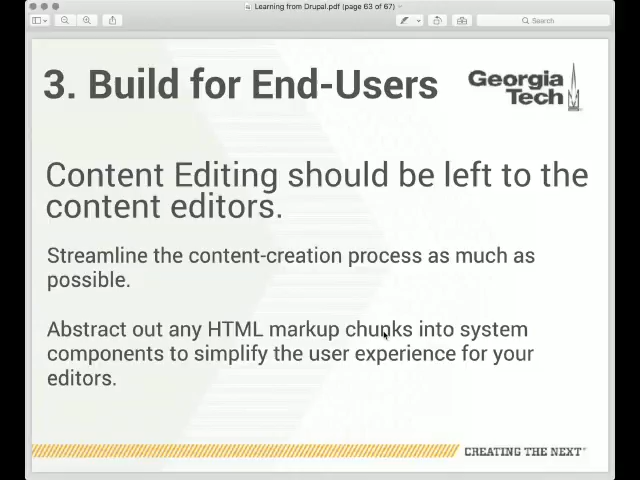 Learning from Drupal.pdf (page 63 of 67)
Search
3. Build for End-Users
Georgia
Tech
Content Editing should be left to the
content editors.
Streamline the content-creation process as much as
possible.
Abstract out any HTML markup chunks into system
components to simplify the user experience for your
editors.
CREATING THE NEXT